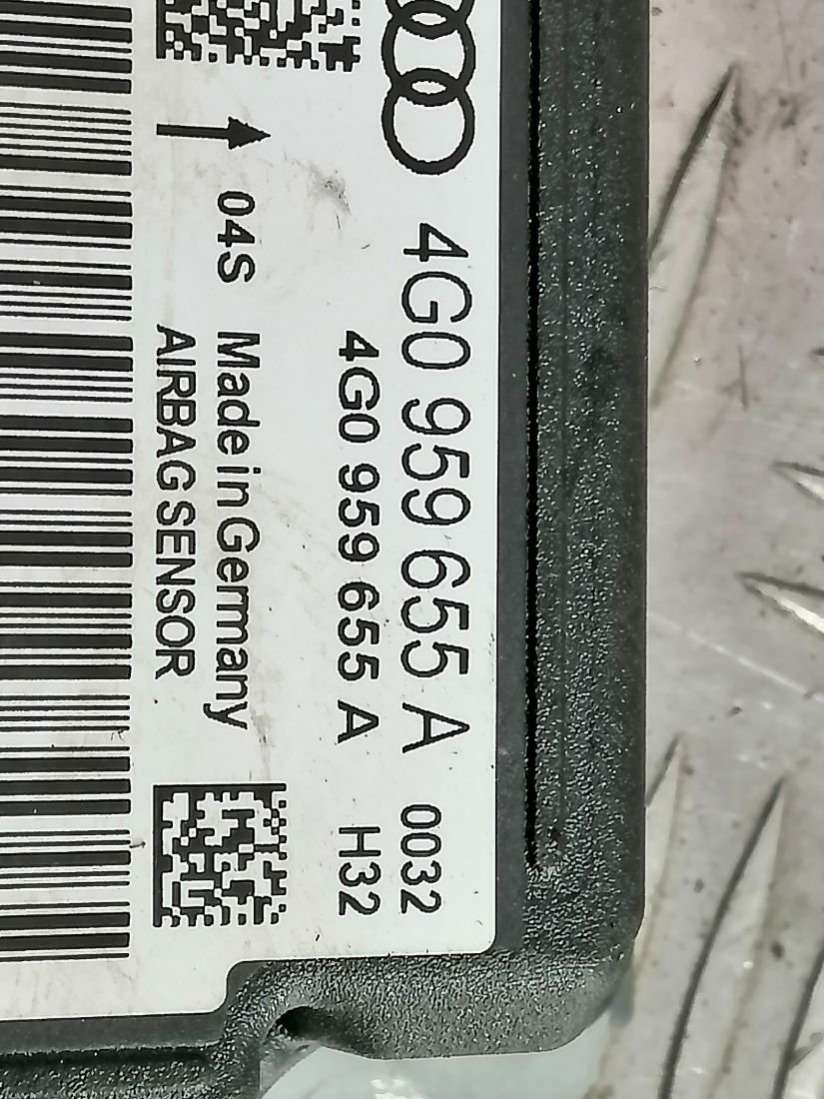 4G0 959 655 A 0032
4G0 959 655 A H32
04S Made in Germany
AIRBAG SENSOR